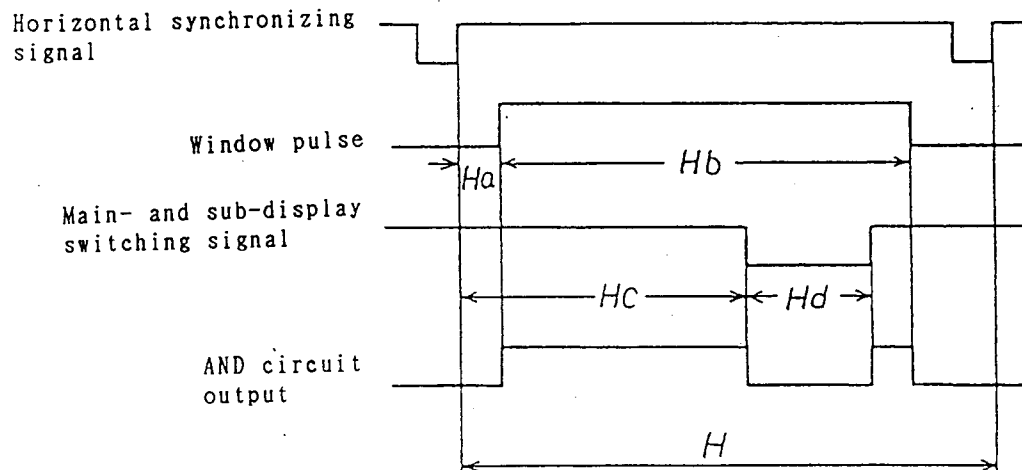 Horizontal synchronizing
signal
Window pulse
Ha
Hb
Main- and sub-display
switching signal
Hc
Hd
AND circuit
output
H